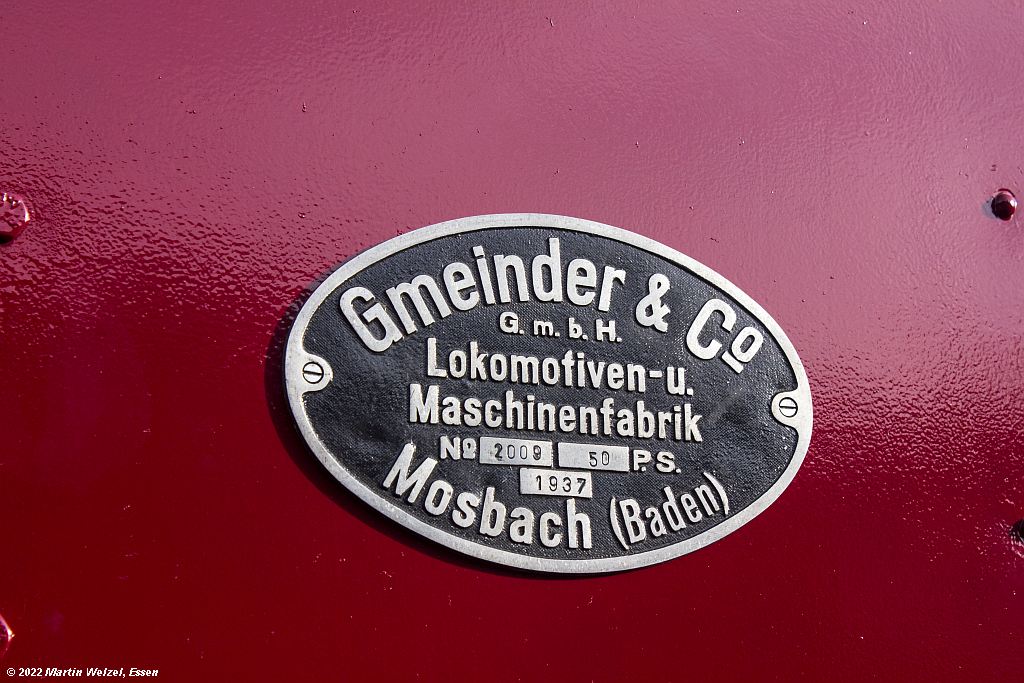 Gmeinder & Cº
G. m. b. H.
Lokomotiven-u.
Maschinenfabrik
Nº 2009 50 P.S.
1937
Mosbach (Baden)
© 2022 Martin Welzel, Essen